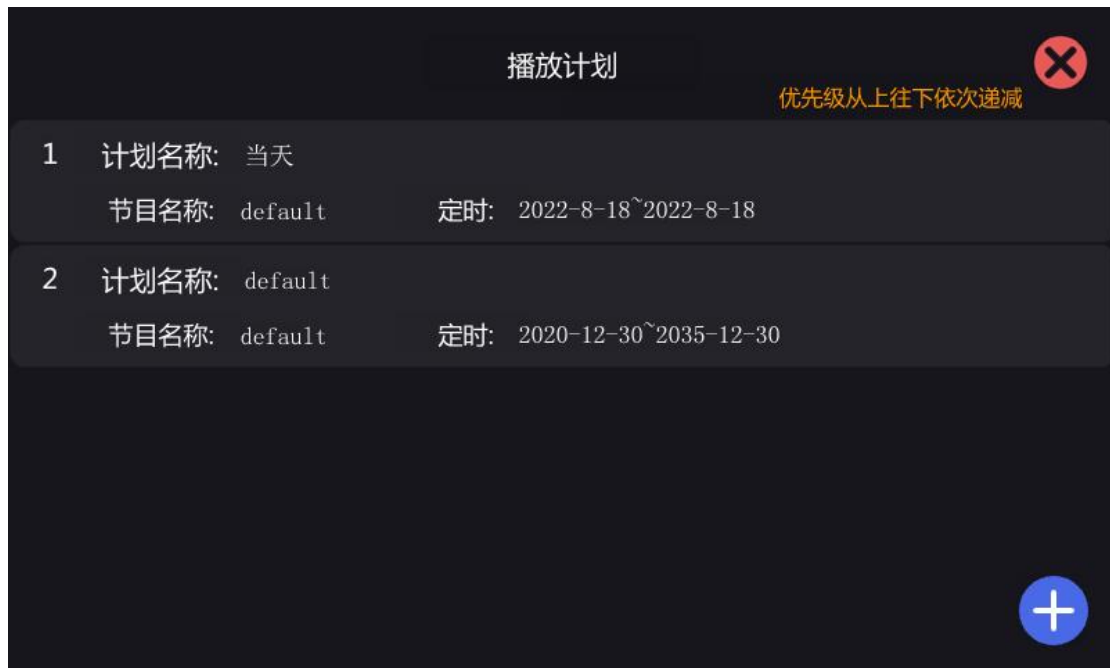 播放计划
优先级从上往下依次递减
1 计划名称: 当天
节目名称: default 定时: 2022-8-18~2022-8-18
2 计划名称: default
节目名称: default 定时: 2020-12-30~2035-12-30